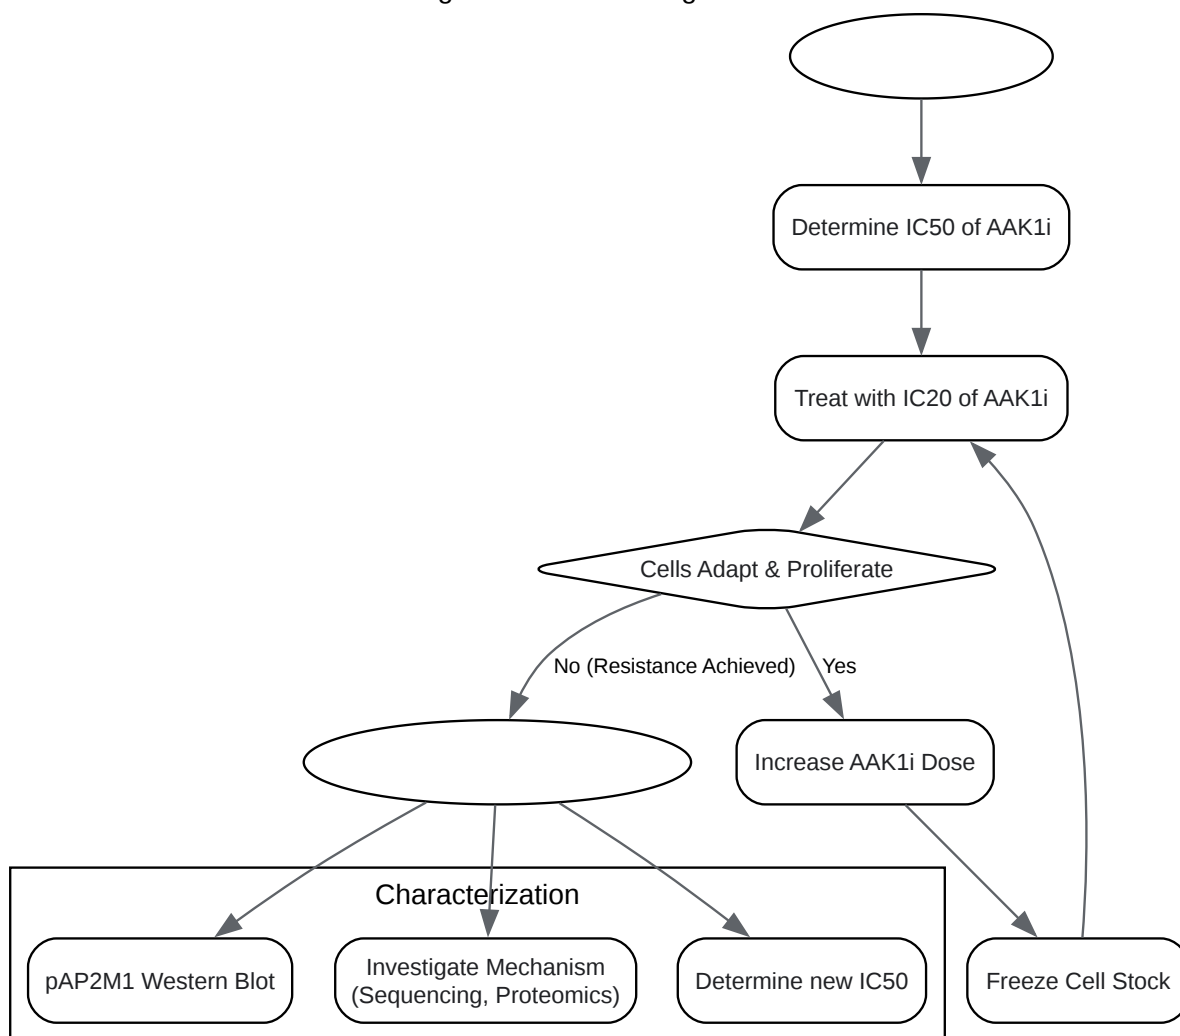 Determine IC50 of AAK1i
Treat with IC20 of AAK1i
Cells Adapt & Proliferate
No (Resistance Achieved)
Yes
Increase AAK1i Dose
Characterization
pAP2M1 Western Blot
Investigate Mechanism
(Sequencing, Proteomics)
Determine new IC50
Freeze Cell Stock